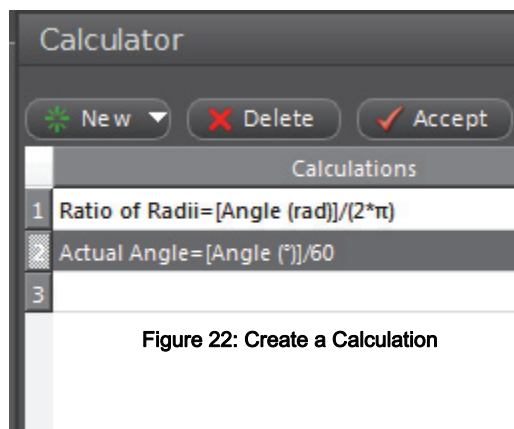 Calculator
New Delete Accept
Calculations
1 Ratio of Radii=[Angle (rad)]/(2*π)
2 Actual Angle=[Angle (°)]/60
3
Figure 22: Create a Calculation